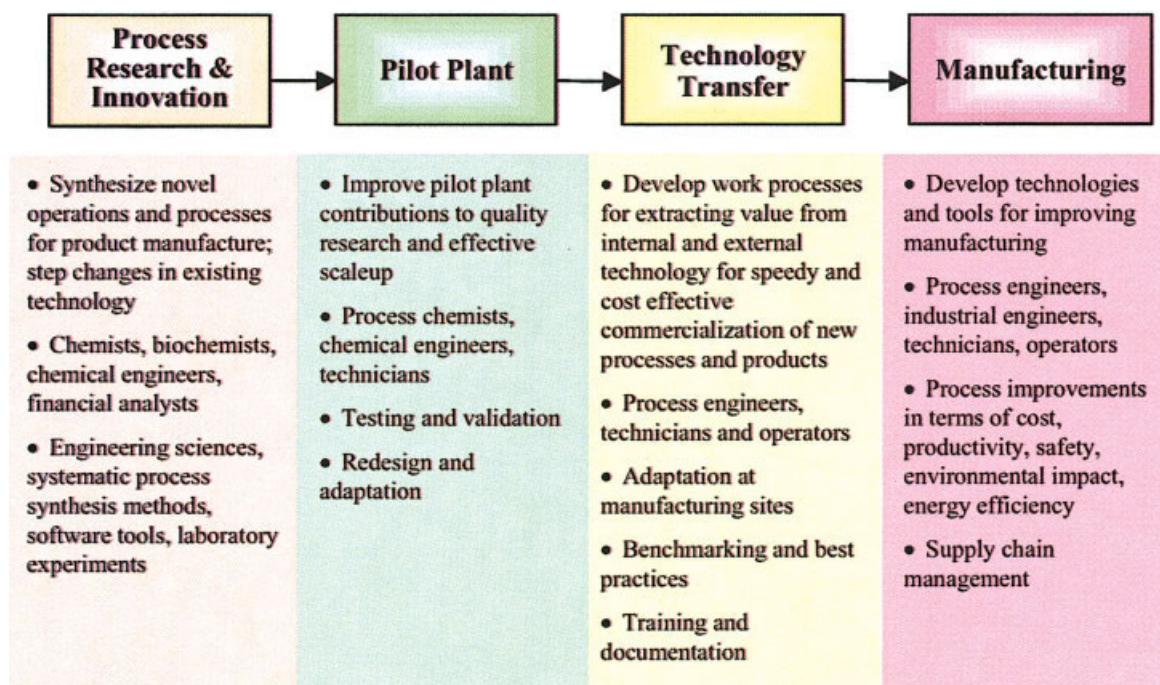 Process
Research &
Innovation
Pilot Plant
Technology
Transfer
Manufacturing
• Synthesize novel
operations and processes
for product manufacture;
step changes in existing
technology
• Chemists, biochemists,
chemical engineers,
financial analysts
• Engineering sciences,
systematic process
synthesis methods,
software tools, laboratory
experiments
• Improve pilot plant
contributions to quality
research and effective
scaleup
• Process chemists,
chemical engineers,
technicians
• Testing and validation
• Redesign and
adaptation
• Develop work processes
for extracting value from
internal and external
technology for speedy and
cost effective
commercialization of new
processes and products
• Process engineers,
technicians and operators
• Adaptation at
manufacturing sites
• Benchmarking and best
practices
• Training and
documentation
• Develop technologies
and tools for improving
manufacturing
• Process engineers,
industrial engineers,
technicians, operators
• Process improvements
in terms of cost,
productivity, safety,
environmental impact,
energy efficiency
• Supply chain
management